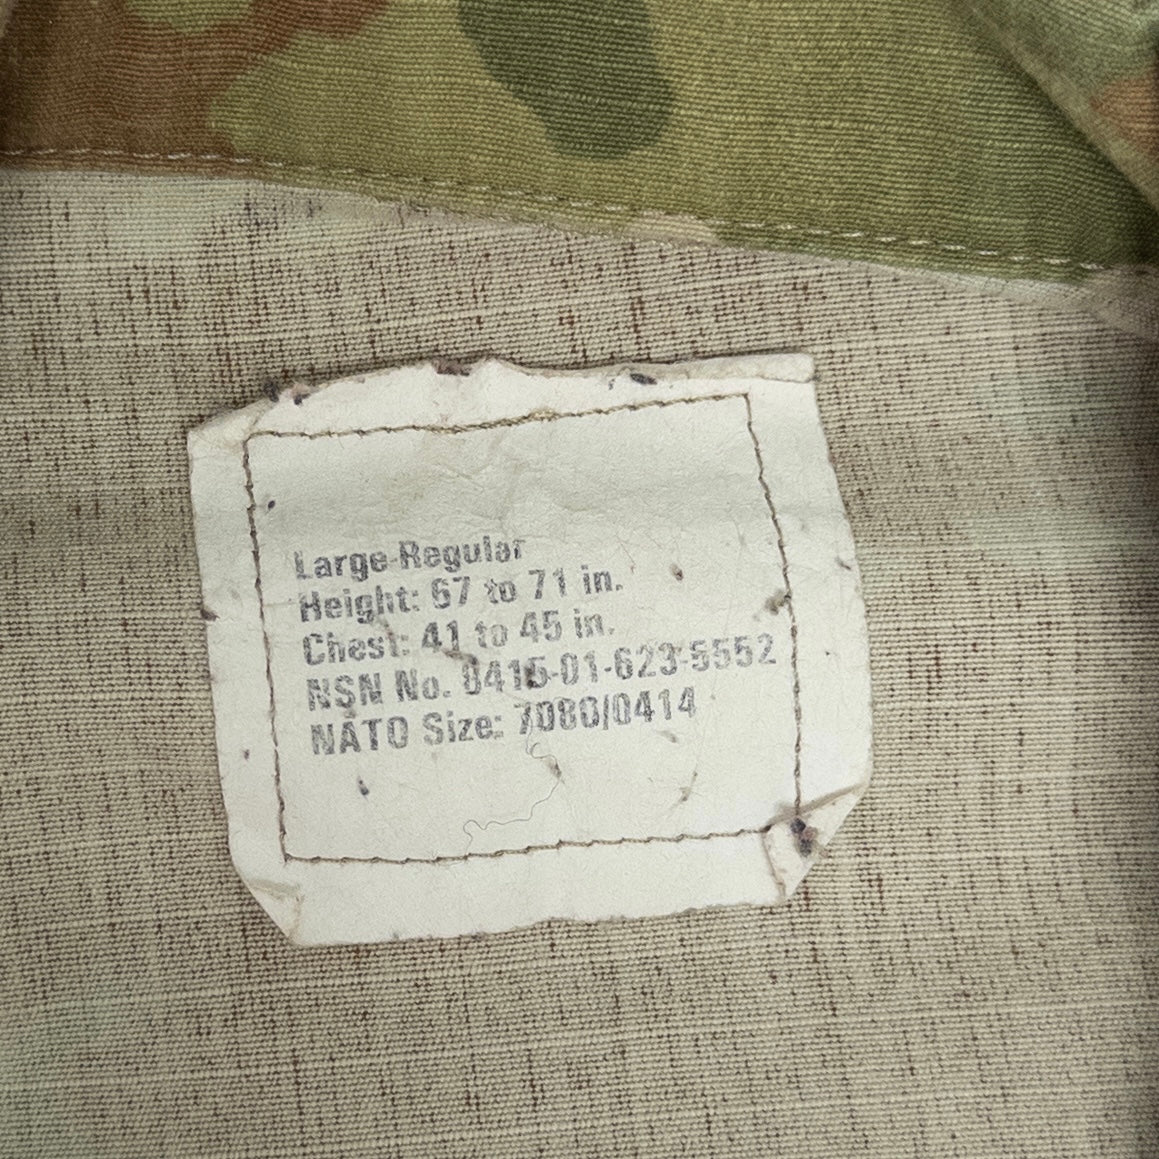 Large-Regular
Height: 67 to 71 in.
Chest: 41 to 45 in.
NSN No. 8415-01-623-5552
NATO Size: 7080/0414